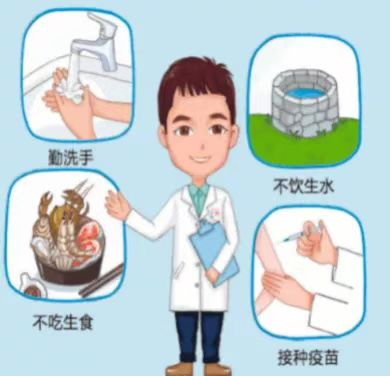 勤洗手
不饮生水
不吃生食
接种疫苗